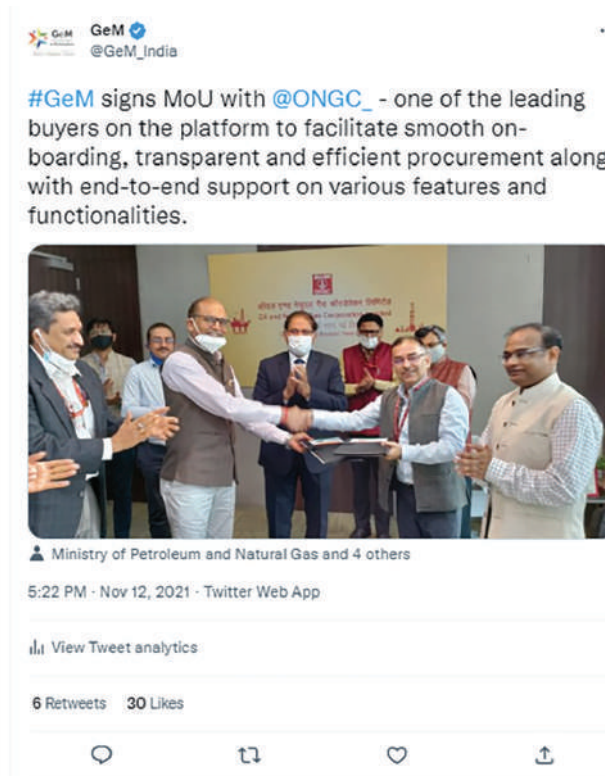 GeM
GeM
@GeM_India
#GeM signs MoU with @ONGC_ - one of the leading
buyers on the platform to facilitate smooth on-
boarding, transparent and efficient procurement along
with end-to-end support on various features and
functionalities.
Ministry of Petroleum and Natural Gas and 4 others
5:22 PM · Nov 12, 2021 · Twitter Web App
View Tweet analytics
6 Retweets 30 Likes